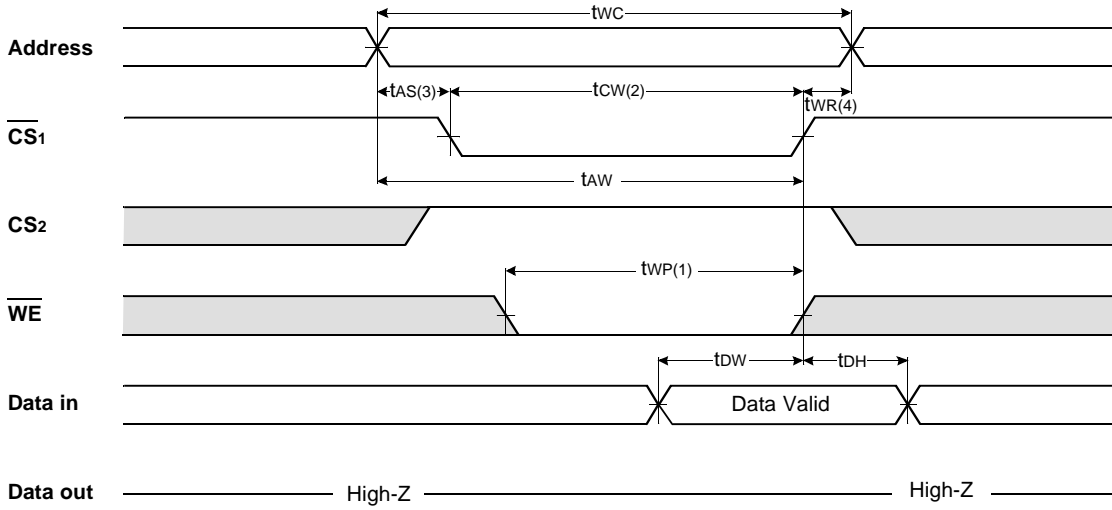 tWC
Address
tAS(3)
tCW(2)
tWR(4)
CS1
tAW
CS2
tWP(1)
WE
tDW
tDH
Data in
Data Valid
Data out
High-Z
High-Z